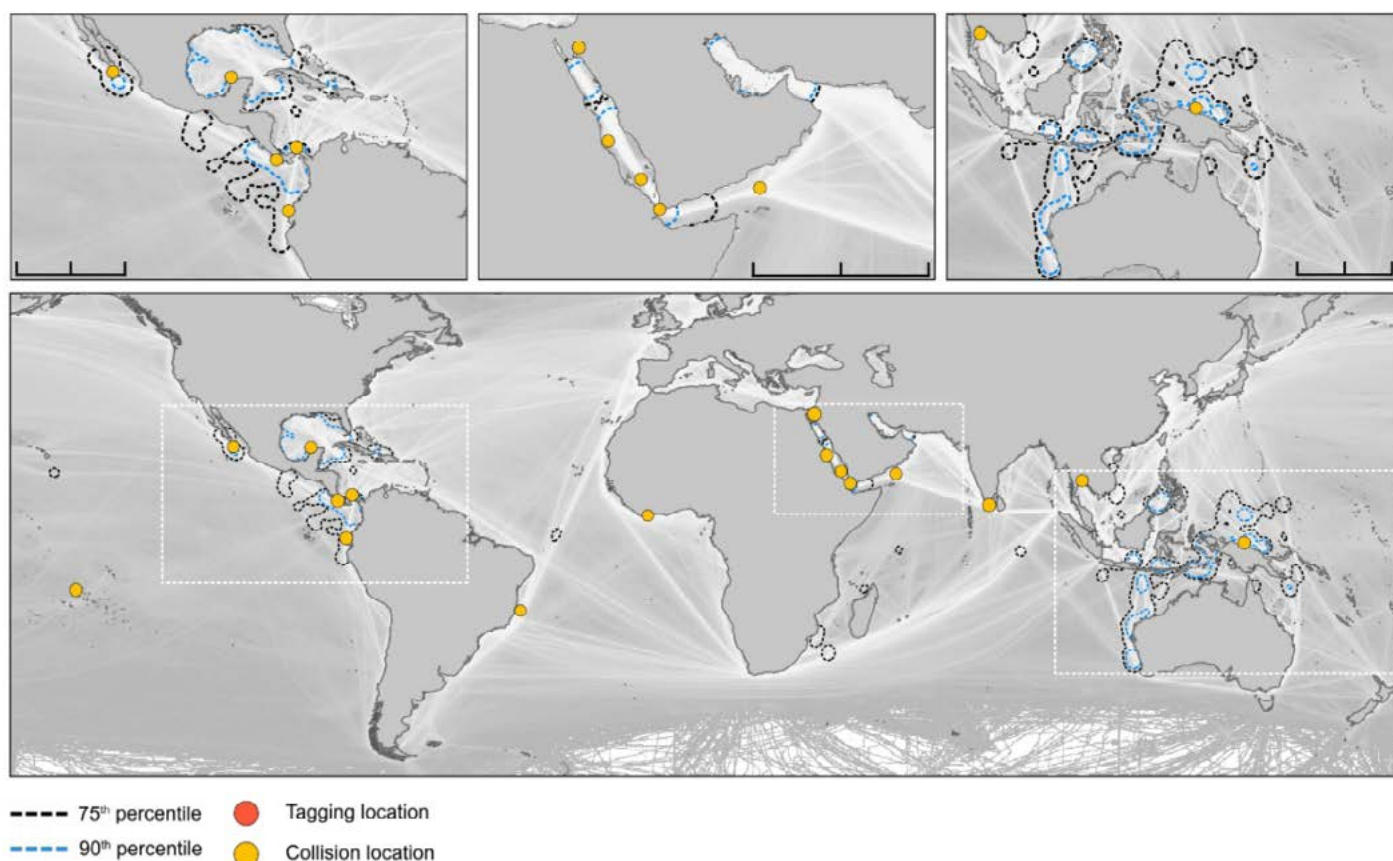 75th percentile
Tagging location
90th percentile
Collision location